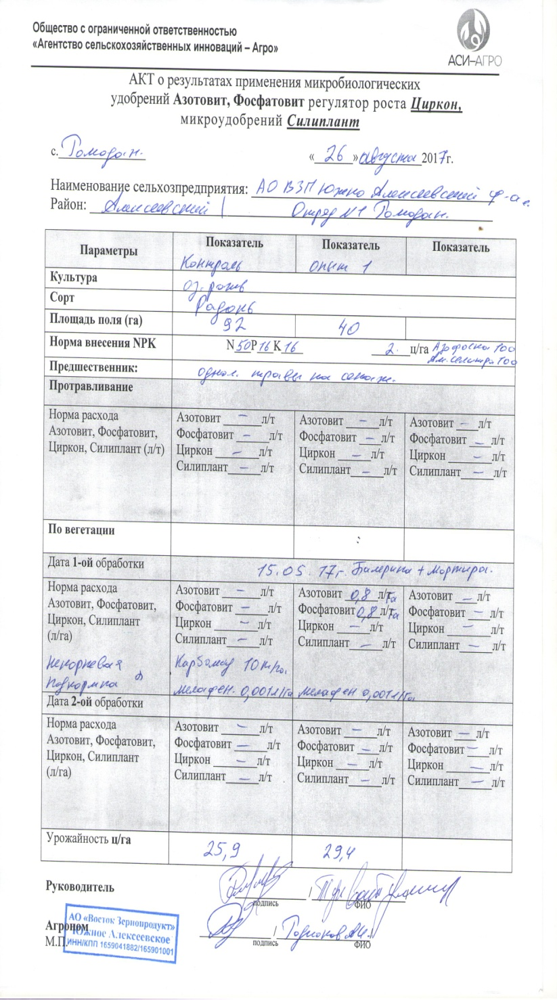 Общество с ограниченной ответственностью
«Агентство сельскохозяйственных инноваций – Агро»
АСИ–АГРО
АКТ о результатах применения микробиологических
удобрений Азотовит, Фосфатовит регулятор роста Циркон,
микроудобрений Силиплант
с. Ромодан.
« 26 » августа 2017г.
Наименование сельхозпредприятия: АО ВЗП Южно Алексеевский ф-л
Район: Алексеевский / Отряд №1 Ромодан.
Параметры Показатель Показатель Показатель
Контроль опыт 1
Культура оз. рожь
Сорт Радонь
Площадь поля (га) 92 40
Норма внесения NPK N 50 P 16 K 16 2. ц/га Азофоска 100
Ам. селитра 100
Предшественник: однол. травы на сенаж.
Протравливание
Норма расхода
Азотовит, Фосфатовит,
Циркон, Силиплант (л/т)
Азотовит – л/т Азотовит – л/т Азотовит – л/т
Фосфатовит – л/т Фосфатовит – л/т Фосфатовит – л/т
Циркон – л/т Циркон – л/т Циркон – л/т
Силиплант – л/т Силиплант – л/т Силиплант – л/т
По вегетации
Дата 1-ой обработки 15.05.17г. Балерина + Мортира.
Норма расхода
Азотовит, Фосфатовит,
Циркон, Силиплант
(л/га)
Некорневая
подкормка
Азотовит – л/т Азотовит 0,8 л/га Азотовит – л/т
Фосфатовит – л/т Фосфатовит 0,8 л/га Фосфатовит – л/т
Циркон – л/т Циркон – л/т Циркон – л/т
Силиплант – л/т Силиплант – л/т Силиплант – л/т
Карбамид 10
Мелафен. 0,001л/га Мелафен 0,001л/га
Дата 2-ой обработки
Норма расхода
Азотовит, Фосфатовит,
Циркон, Силиплант
(л/га)
Азотовит – л/т Азотовит – л/т Азотовит – л/т
Фосфатовит – л/т Фосфатовит – л/т Фосфатовит – л/т
Циркон – л/т Циркон – л/т Циркон – л/т
Силиплант – л/т Силиплант – л/т Силиплант – л/т
Урожайность ц/га 25,9 29,4
Руководитель /
подпись ФИО
Агроном / Родионов А.Н.
подпись ФИО
М.П.
АО «Восток Зернопродукт»
Южное Алексеевское
ИНН/КПП 1659041882/165901001